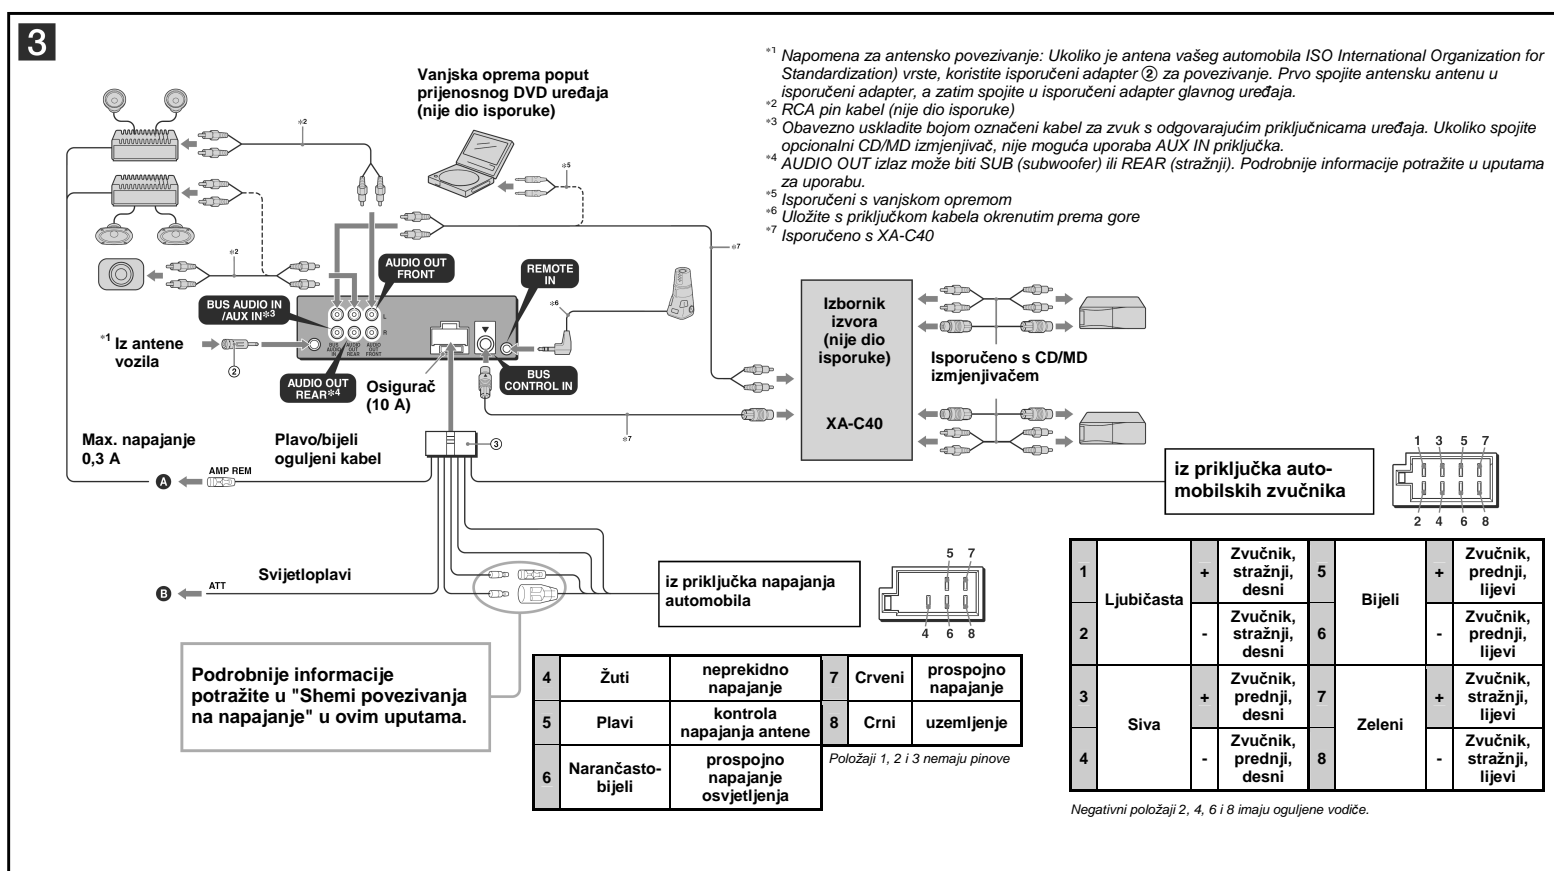 3
Vanjska oprema poput
prijenosnog DVD uređaja
(nije dio isporuke)
*1 Napomena za antensko povezivanje: Ukoliko je antena vašeg automobila ISO International Organization for
Standardization) vrste, koristite isporučeni adapter ② za povezivanje. Prvo spojite antensku antenu u
isporučeni adapter, a zatim spojite u isporučeni adapter glavnog uređaja.
*2 RCA pin kabel (nije dio isporuke)
*3 Obavezno uskladite bojom označeni kabel za zvuk s odgovarajućim priključnicama uređaja. Ukoliko spojite
opcionalni CD/MD izmjenjivač, nije moguća uporaba AUX IN priključka.
*4 AUDIO OUT izlaz može biti SUB (subwoofer) ili REAR (stražnji). Podrobnije informacije potražite u uputama
za uporabu.
*5 Isporučeni s vanjskom opremom
*6 Uložite s priključkom kabela okrenutim prema gore
*7 Isporučeno s XA-C40
*2
*5
*2
*7
*6
*7
AUDIO OUT
FRONT
REMOTE
IN
BUS AUDIO IN
/AUX IN*3
L
R
BUS
AUDIO
IN
AUDIO
OUT
REAR
AUDIO
OUT
FRONT
*1 Iz antene
vozila
②
AUDIO OUT
REAR*4
Osigurač
(10 A)
BUS
CONTROL IN
Izbornik
izvora
(nije dio
isporuke)
XA-C40
Isporučeno s CD/MD
izmjenjivačem
Max. napajanje
0,3 A
Plavo/bijeli
oguljeni kabel
③
A
AMP REM
iz priključka auto-
mobilskih zvučnika
1 3 5 7
2 4 6 8
B
ATT
Svijetloplavi
iz priključka napajanja
automobila
5 7
4 6 8
Podrobnije informacije
potražite u "Shemi povezivanja
na napajanje" u ovim uputama.
4 Žuti neprekidno
napajanje
7 Crveni prospojno
napajanje
5 Plavi kontrola
napajanja antene
8 Crni uzemljenje
6 Narančasto-
bijeli
prospojno
napajanje
osvjetljenja
Položaji 1, 2 i 3 nemaju pinove
1 Ljubičasta + Zvučnik,
stražnji,
desni
5 Bijeli + Zvučnik,
prednji,
lijevi
2 - Zvučnik,
stražnji,
desni
6 - Zvučnik,
prednji,
lijevi
3 Siva + Zvučnik,
prednji,
desni
7 Zeleni + Zvučnik,
stražnji,
lijevi
4 - Zvučnik,
prednji,
desni
8 - Zvučnik,
stražnji,
lijevi
Negativni položaji 2, 4, 6 i 8 imaju oguljene vodiče.